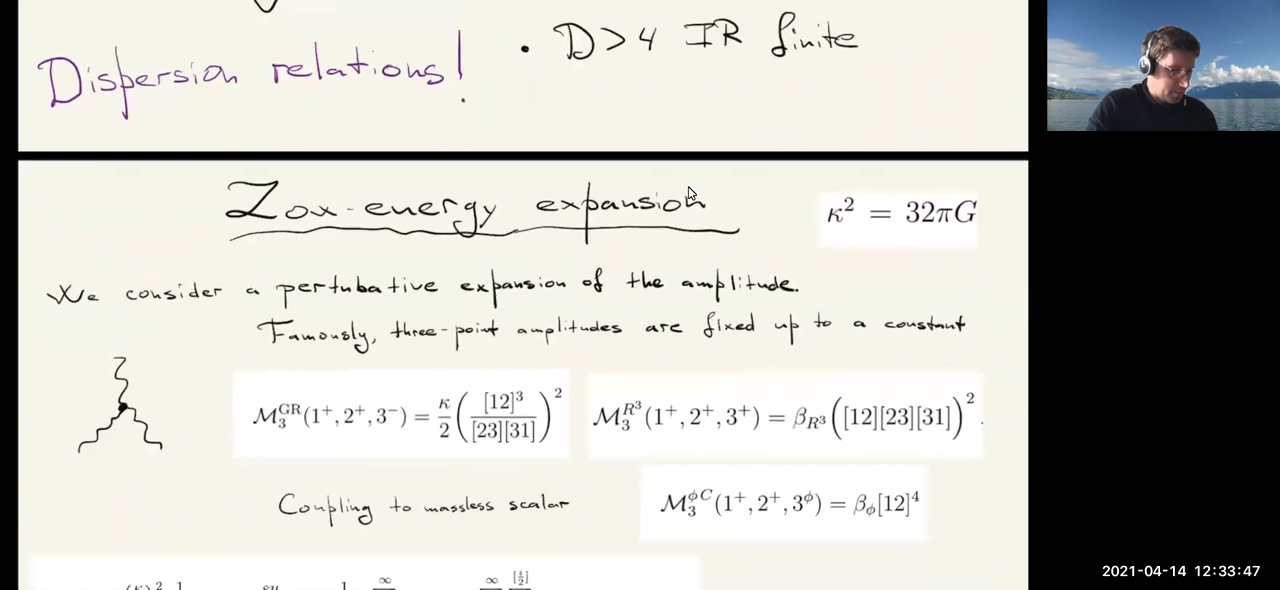 Dispersion relations!
• D>4 IR finite
Low-energy expansion
κ² = 32πG
We consider a pertubative expansion of the amplitude.
Famously, three-point amplitudes are fixed up to a constant
M₃^GR(1⁺, 2⁺, 3⁻) = κ/2 ([12]³/[23][31])²
M₃^R³(1⁺, 2⁺, 3⁺) = β_R³([12][23][31])².
Coupling to massless scalar
M₃^ϕC(1⁺, 2⁺, 3^ϕ) = β_ϕ[12]⁴
2021-04-14 12:33:47